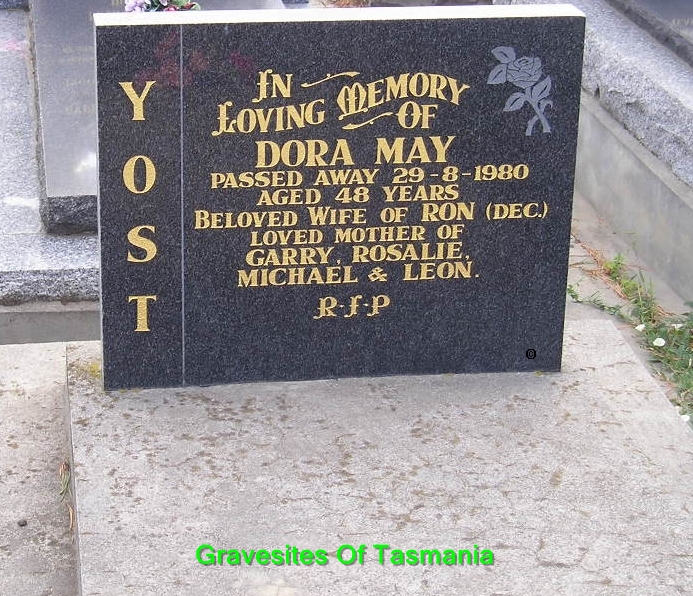 YOST
IN
LOVING MEMORY
OF
DORA MAY
PASSED AWAY 29-8-1980
AGED 48 YEARS
BELOVED WIFE OF RON (DEC.)
LOVED MOTHER OF
GARRY, ROSALIE,
MICHAEL & LEON.
R·I·P
Gravesites Of Tasmania